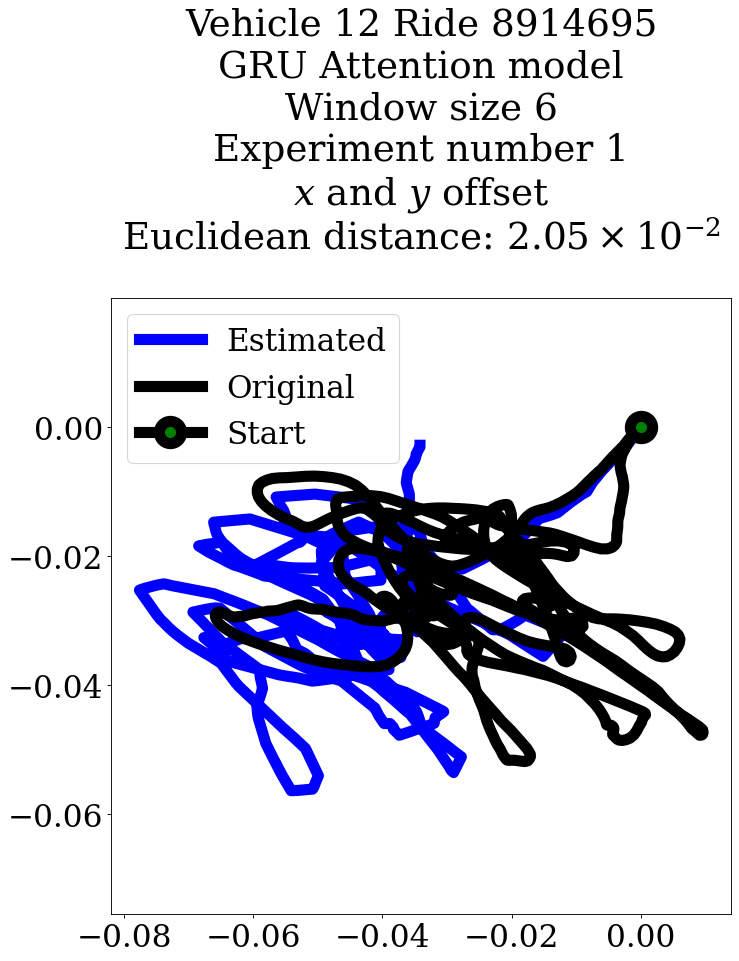 Vehicle 12 Ride 8914695
GRU Attention model
Window size 6
Experiment number 1
x and y offset
Euclidean distance: 2.05 × 10⁻²
Estimated
Original
Start
0.00
−0.02
−0.04
−0.06
−0.08 −0.06 −0.04 −0.02 0.00